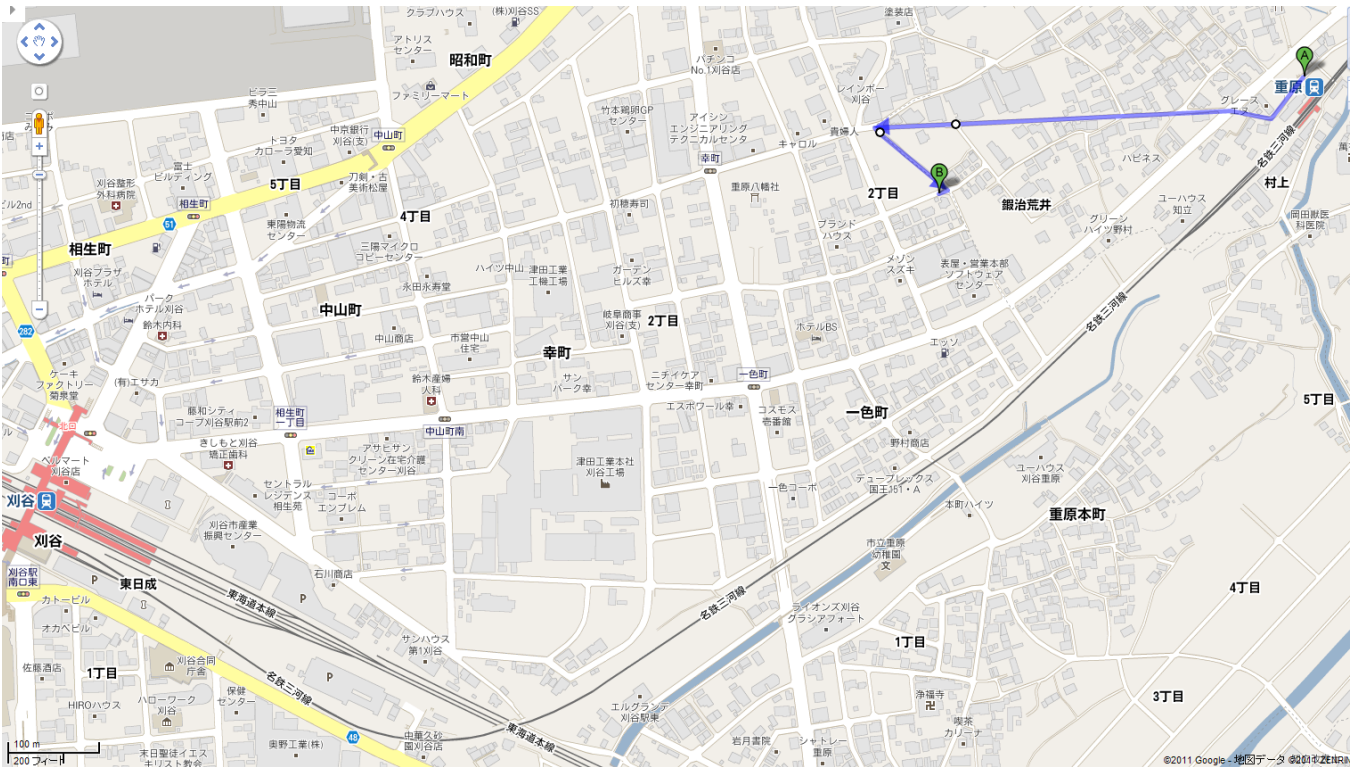 クラブハウス
(株)刈谷SS
塗装店
アトリス
センター
昭和町
パチンコ
No.1刈谷店
A
重原
ファミリーマート
レインボー
刈谷
グレース
ビラ三
秀中山
竹本鶏卵GP
センター
アイシン
エンジニアリング
テクニカルセンタ
貴婦人
キャロル
トヨタ
カローラ愛知
中京銀行
刈谷(支)
中山町
幸町
ハピネス
名鉄三河線
富士
ビルディング
刈谷整形
外科病院
5丁目
刀剣・古
美術松屋
B
重原八幡社
2丁目
村上
鍛治荒井
ユーハウス
知立
ビル2nd
相生町
61
4丁目
初穂寿司
東陽物流
センター
ブランド
ハウス
グリーン
ハイツ野村
岡田獣医
科医院
相生町
三陽マイクロ
コピーセンター
刈谷プラザ
ホテル
ハイツ中山
津田工業
工機工場
ガーデン
ヒルズ幸
メゾン
スズキ
表屋・営業本部
ソフトウェア
センター
永田永寿堂
パーク
ホテル刈谷
中山町
岐阜商事
刈谷(支)
2丁目
名鉄三河線
鈴木内科
282
中山商店
市営中山
住宅
幸町
ホテルBS
エッソ
ケーキ
ファクトリー
菊泉堂
(有)エサカ
鈴木産婦
人科
サン
パーク幸
ニチイケア
センター幸町
一色町
藤和シティ
コープ刈谷駅前2
相生町
一丁目
エスポワール幸
コスモス
壱番館
一色町
5丁目
北口
中山町南
きしもと刈谷
矯正歯科
アサヒサン
クリーン在宅介護
センター刈谷
野村商店
ベルマート
刈谷店
津田工業本社
刈谷工場
ユーハウス
刈谷重原
刈谷
セントラル
レジデンス
相生苑
コーポ
エンブレム
一色コーポ
デューブレックス
国王151・A
本町ハイツ
重原本町
刈谷市産業
振興センター
刈谷
市立重原
幼稚園
文
刈谷駅
南口東
P
東日成
石川商店
4丁目
カトービル
東海道本線
P
名鉄三河線
ライオンズ刈谷
グラシアフォート
オカベビル
サンハウス
第1刈谷
1丁目
佐藤酒店
1丁目
刈谷合同
庁舎
P
HIROハウス
ハローワーク
刈谷
保健
センター
名鉄三河線
浄福寺
3丁目
エルグランデ
刈谷駅東
喫茶
カリーナ
100 m
200 フィート
末日聖徒イエス
キリスト教会
奥野工業(株)
48
中華久砂
園刈谷店
東海道本線
岩月書院
シャトレー
重原
©2011 Google - 地図データ ©2011 ZENRIN